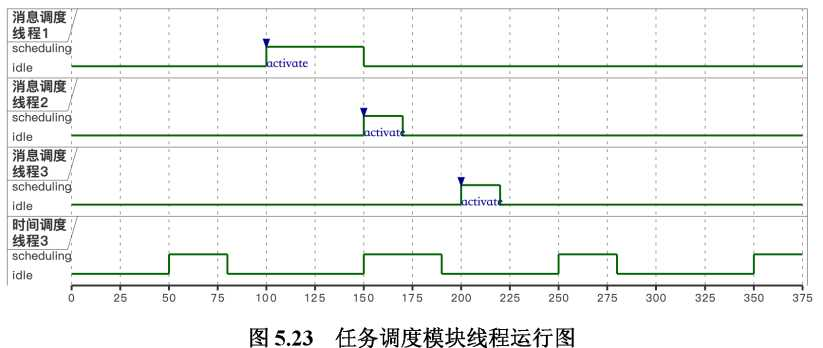 消息调度
线程1
scheduling
idle
activate
消息调度
线程2
scheduling
idle
activate
消息调度
线程3
scheduling
idle
activate
时间调度
线程3
scheduling
idle
0 25 50 75 100 125 150 175 200 225 250 275 300 325 350 375
图 5.23 任务调度模块线程运行图